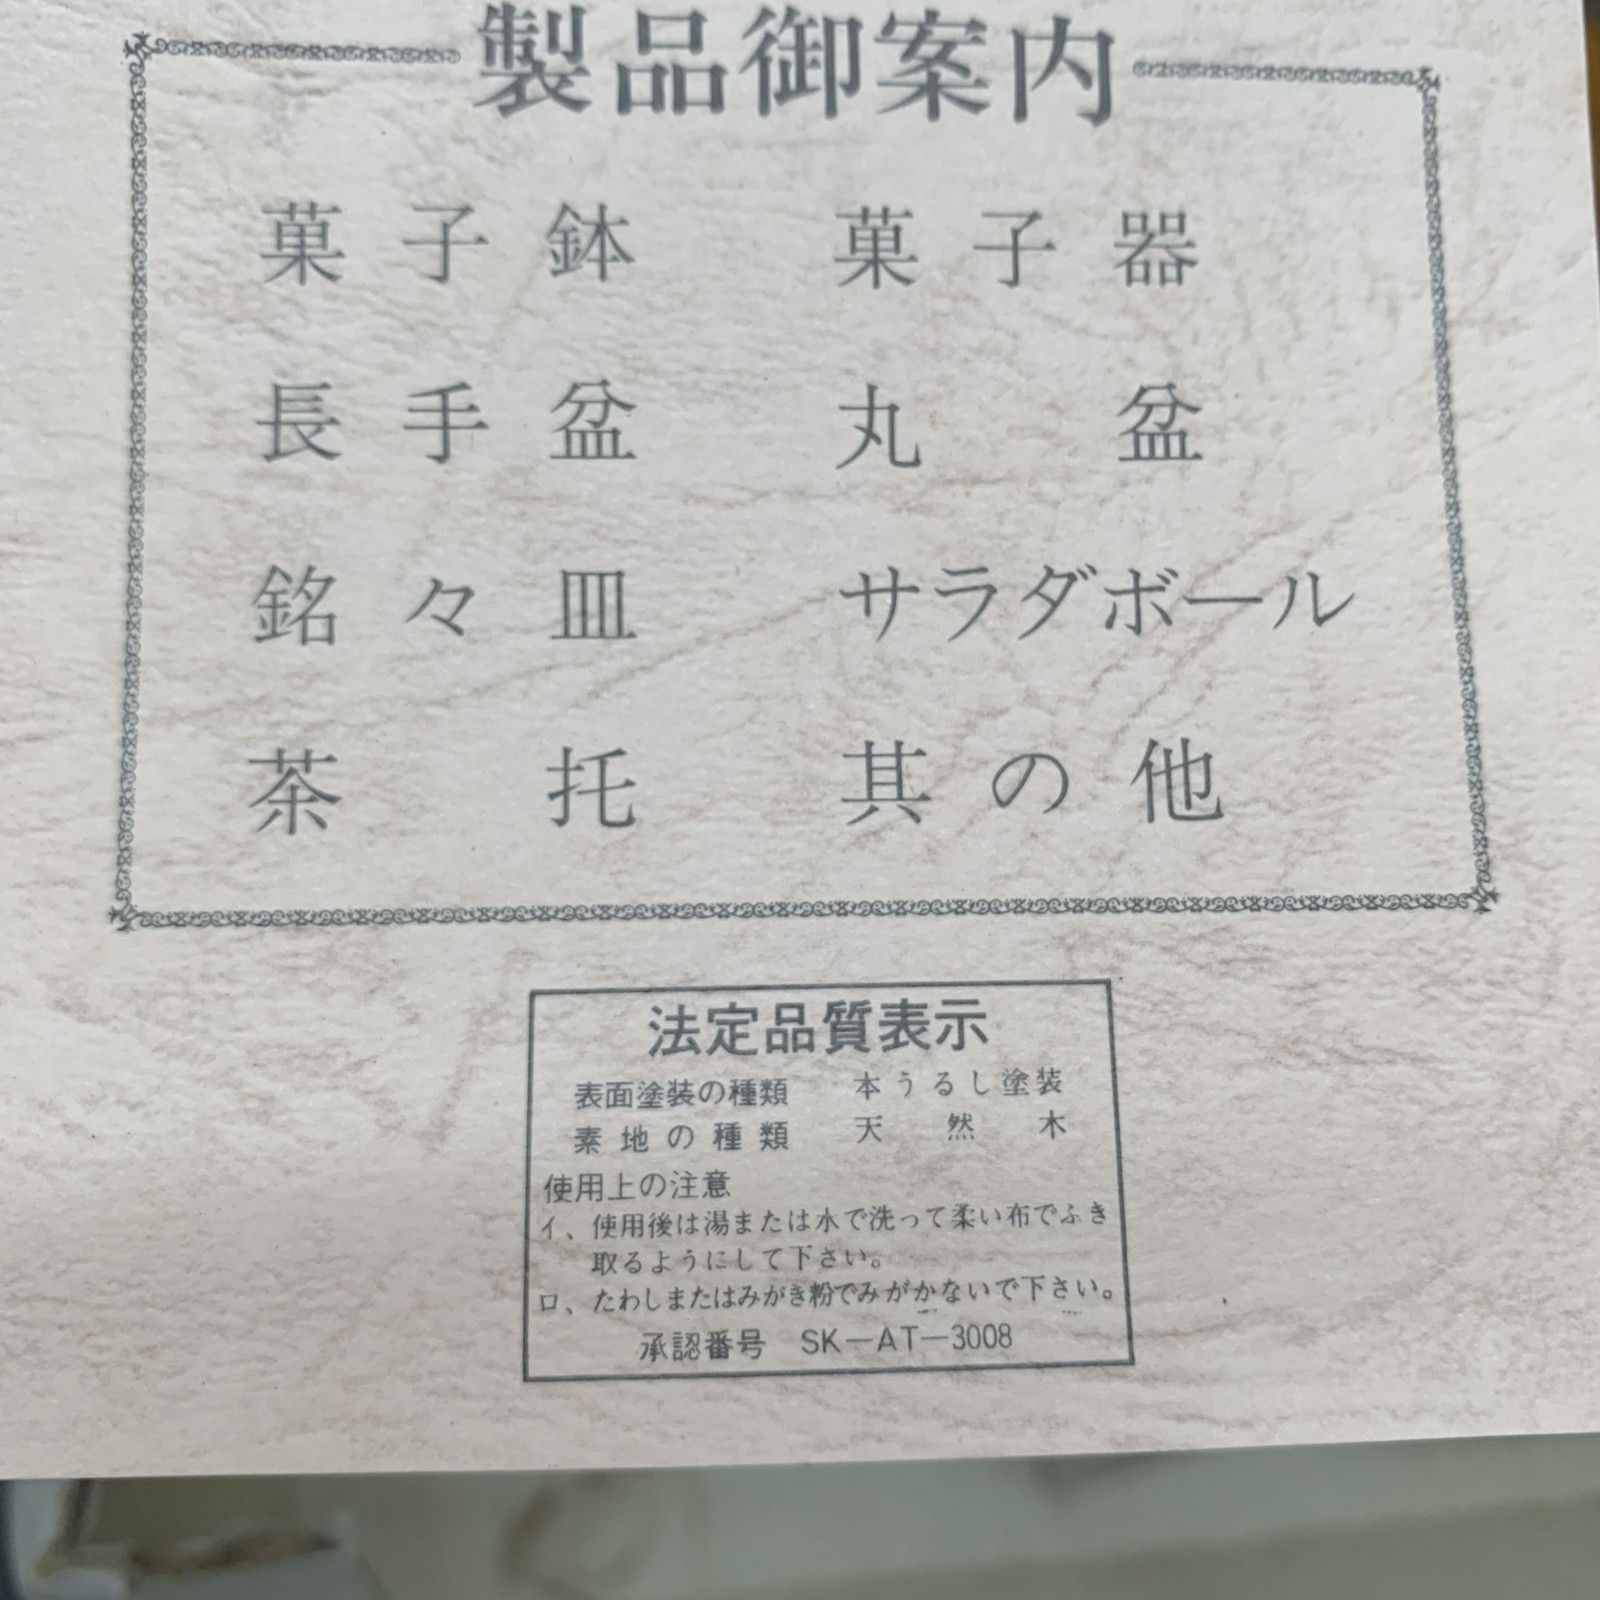 製品御案内
菓子鉢 菓子器
長手盆 丸盆
銘々皿 サラダボール
茶托 其の他
法定品質表示
表面塗装の種類 本うるし塗装
素地の種類 天然木
使用上の注意
イ、使用後は湯または水で洗って柔い布でふき
取るようにして下さい。
ロ、たわしまたはみがき粉でみがかないで下さい。
承認番号 SK－AT－3008